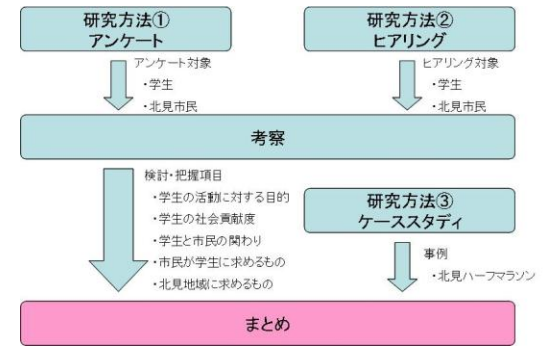 研究方法①
アンケート
研究方法②
ヒアリング
アンケート対象
・学生
・北見市民
ヒアリング対象
・学生
・北見市民
考察
検討・把握項目
・学生の活動に対する目的
・学生の社会貢献度
・学生と市民の関わり
・市民が学生に求めるもの
・北見地域に求めるもの
研究方法③
ケーススタディ
事例
・北見ハーフマラソン
まとめ